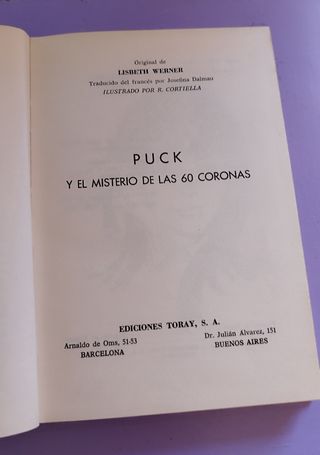 Original de
LISBETH WERNER
Traducido del francés por Josefina Dalmau
ILUSTRADO POR R. CORTIELLA
PUCK
Y EL MISTERIO DE LAS 60 CORONAS
EDICIONES TORAY, S. A.
Arnaldo de Oms, 51-53
BARCELONA
Dr. Julián Álvarez, 151
BUENOS AIRES